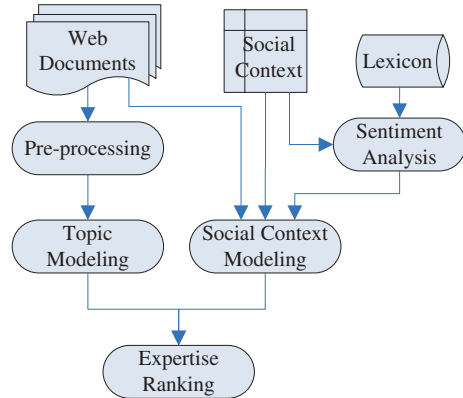 Web
Documents
Social
Context
Lexicon
Pre-processing
Sentiment
Analysis
Topic
Modeling
Social Context
Modeling
Expertise
Ranking